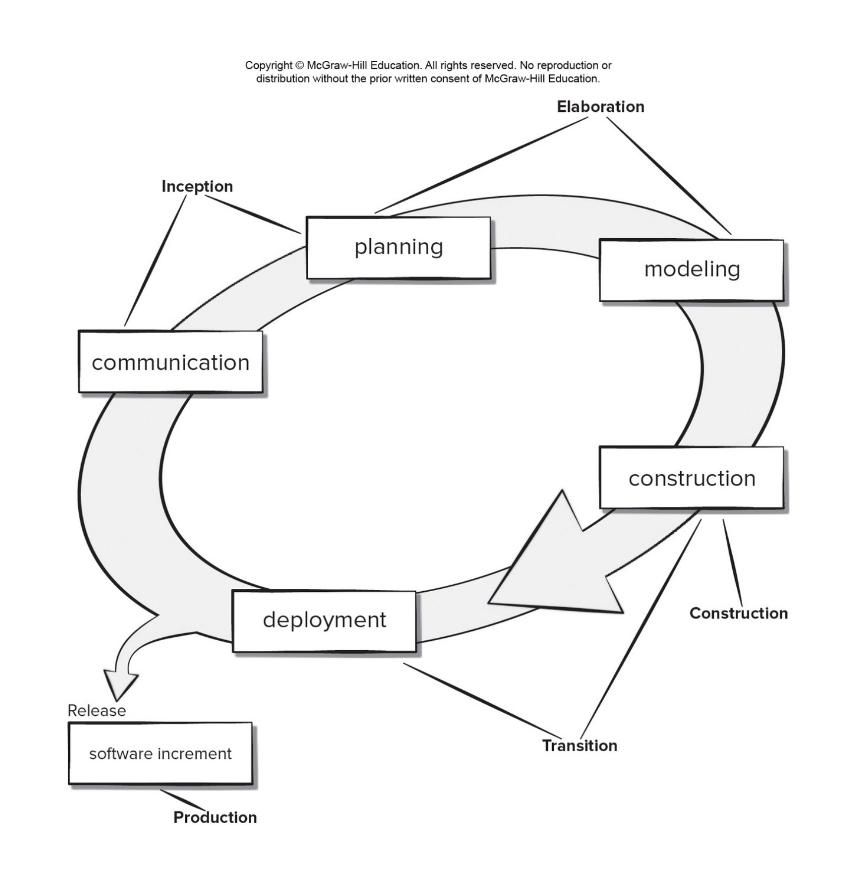 Copyright © McGraw-Hill Education. All rights reserved. No reproduction or
distribution without the prior written consent of McGraw-Hill Education.
Elaboration
Inception
planning
modeling
communication
construction
deployment
Construction
Release
Transition
software increment
Production